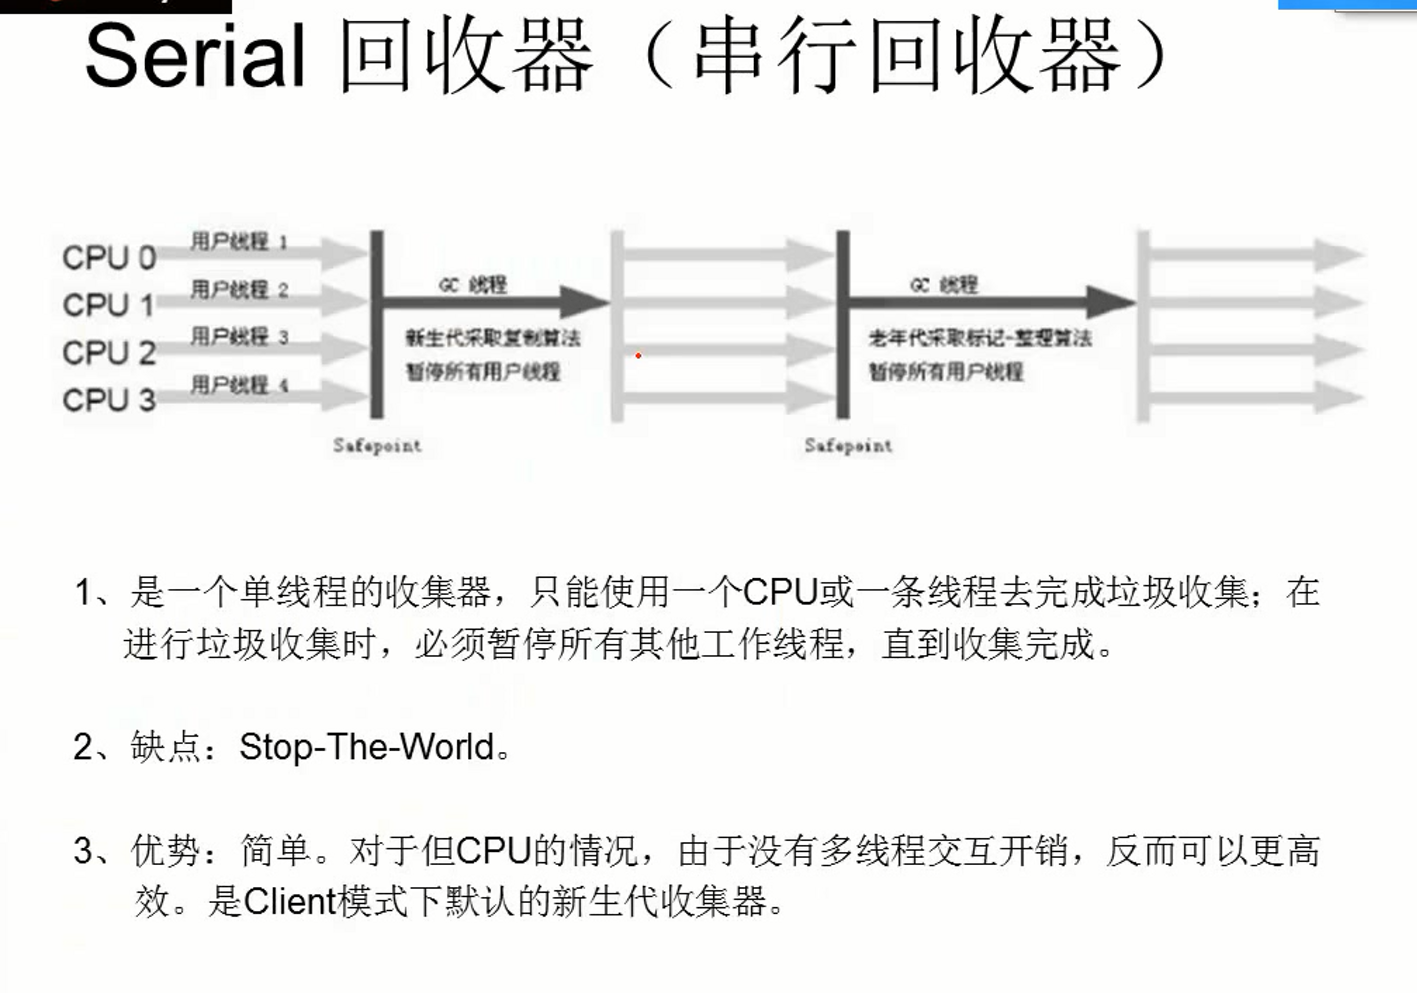 Serial 回收器（串行回收器）
CPU 0 用户线程 1
CPU 1 用户线程 2
CPU 2 用户线程 3
CPU 3 用户线程 4
GC 线程
新生代采取复制算法
暂停所有用户线程
Safepoint
GC 线程
老年代采取标记-整理算法
暂停所有用户线程
Safepoint
1、是一个单线程的收集器，只能使用一个CPU或一条线程去完成垃圾收集；在
进行垃圾收集时，必须暂停所有其他工作线程，直到收集完成。
2、缺点：Stop-The-World。
3、优势：简单。对于但CPU的情况，由于没有多线程交互开销，反而可以更高
效。是Client模式下默认的新生代收集器。